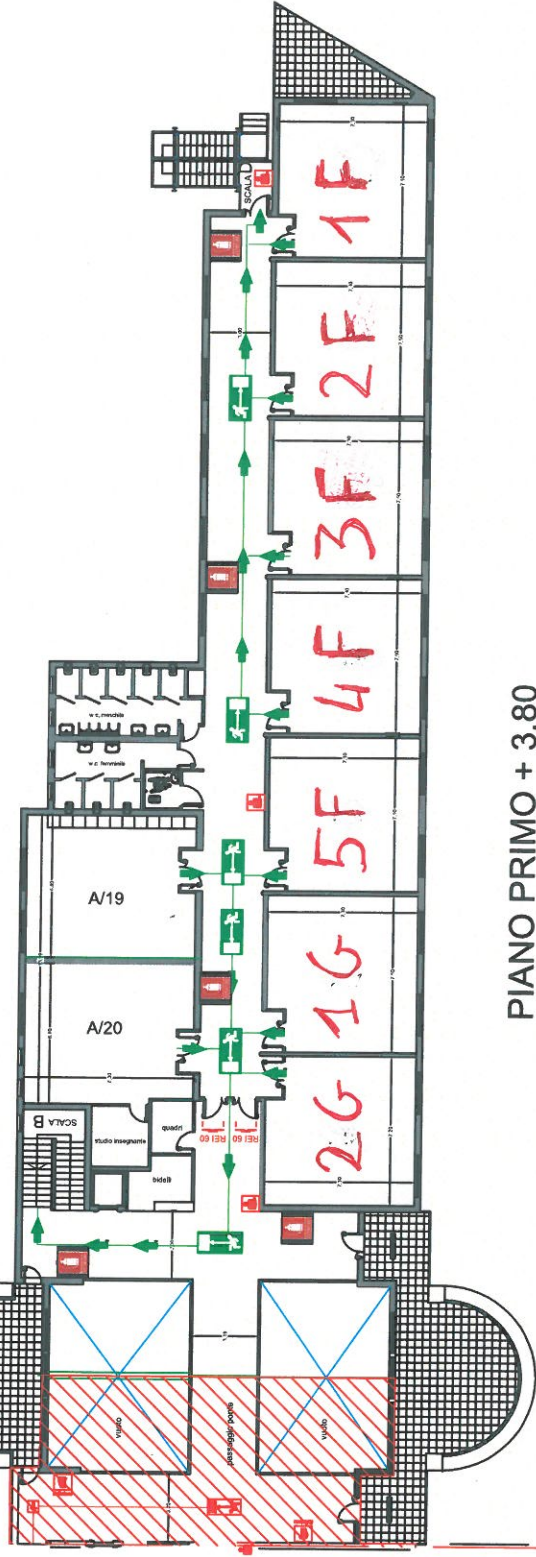 SCALA D
1F
2F
3F
4F
5F
1G
2G
w.c. maschile
w.c. femminile
A/19
A/20
SCALA B
studio insegnante
quadri
bidelli
REI 60
REI 60
vuoto
passaggio ponte
vuoto
PIANO PRIMO + 3.80